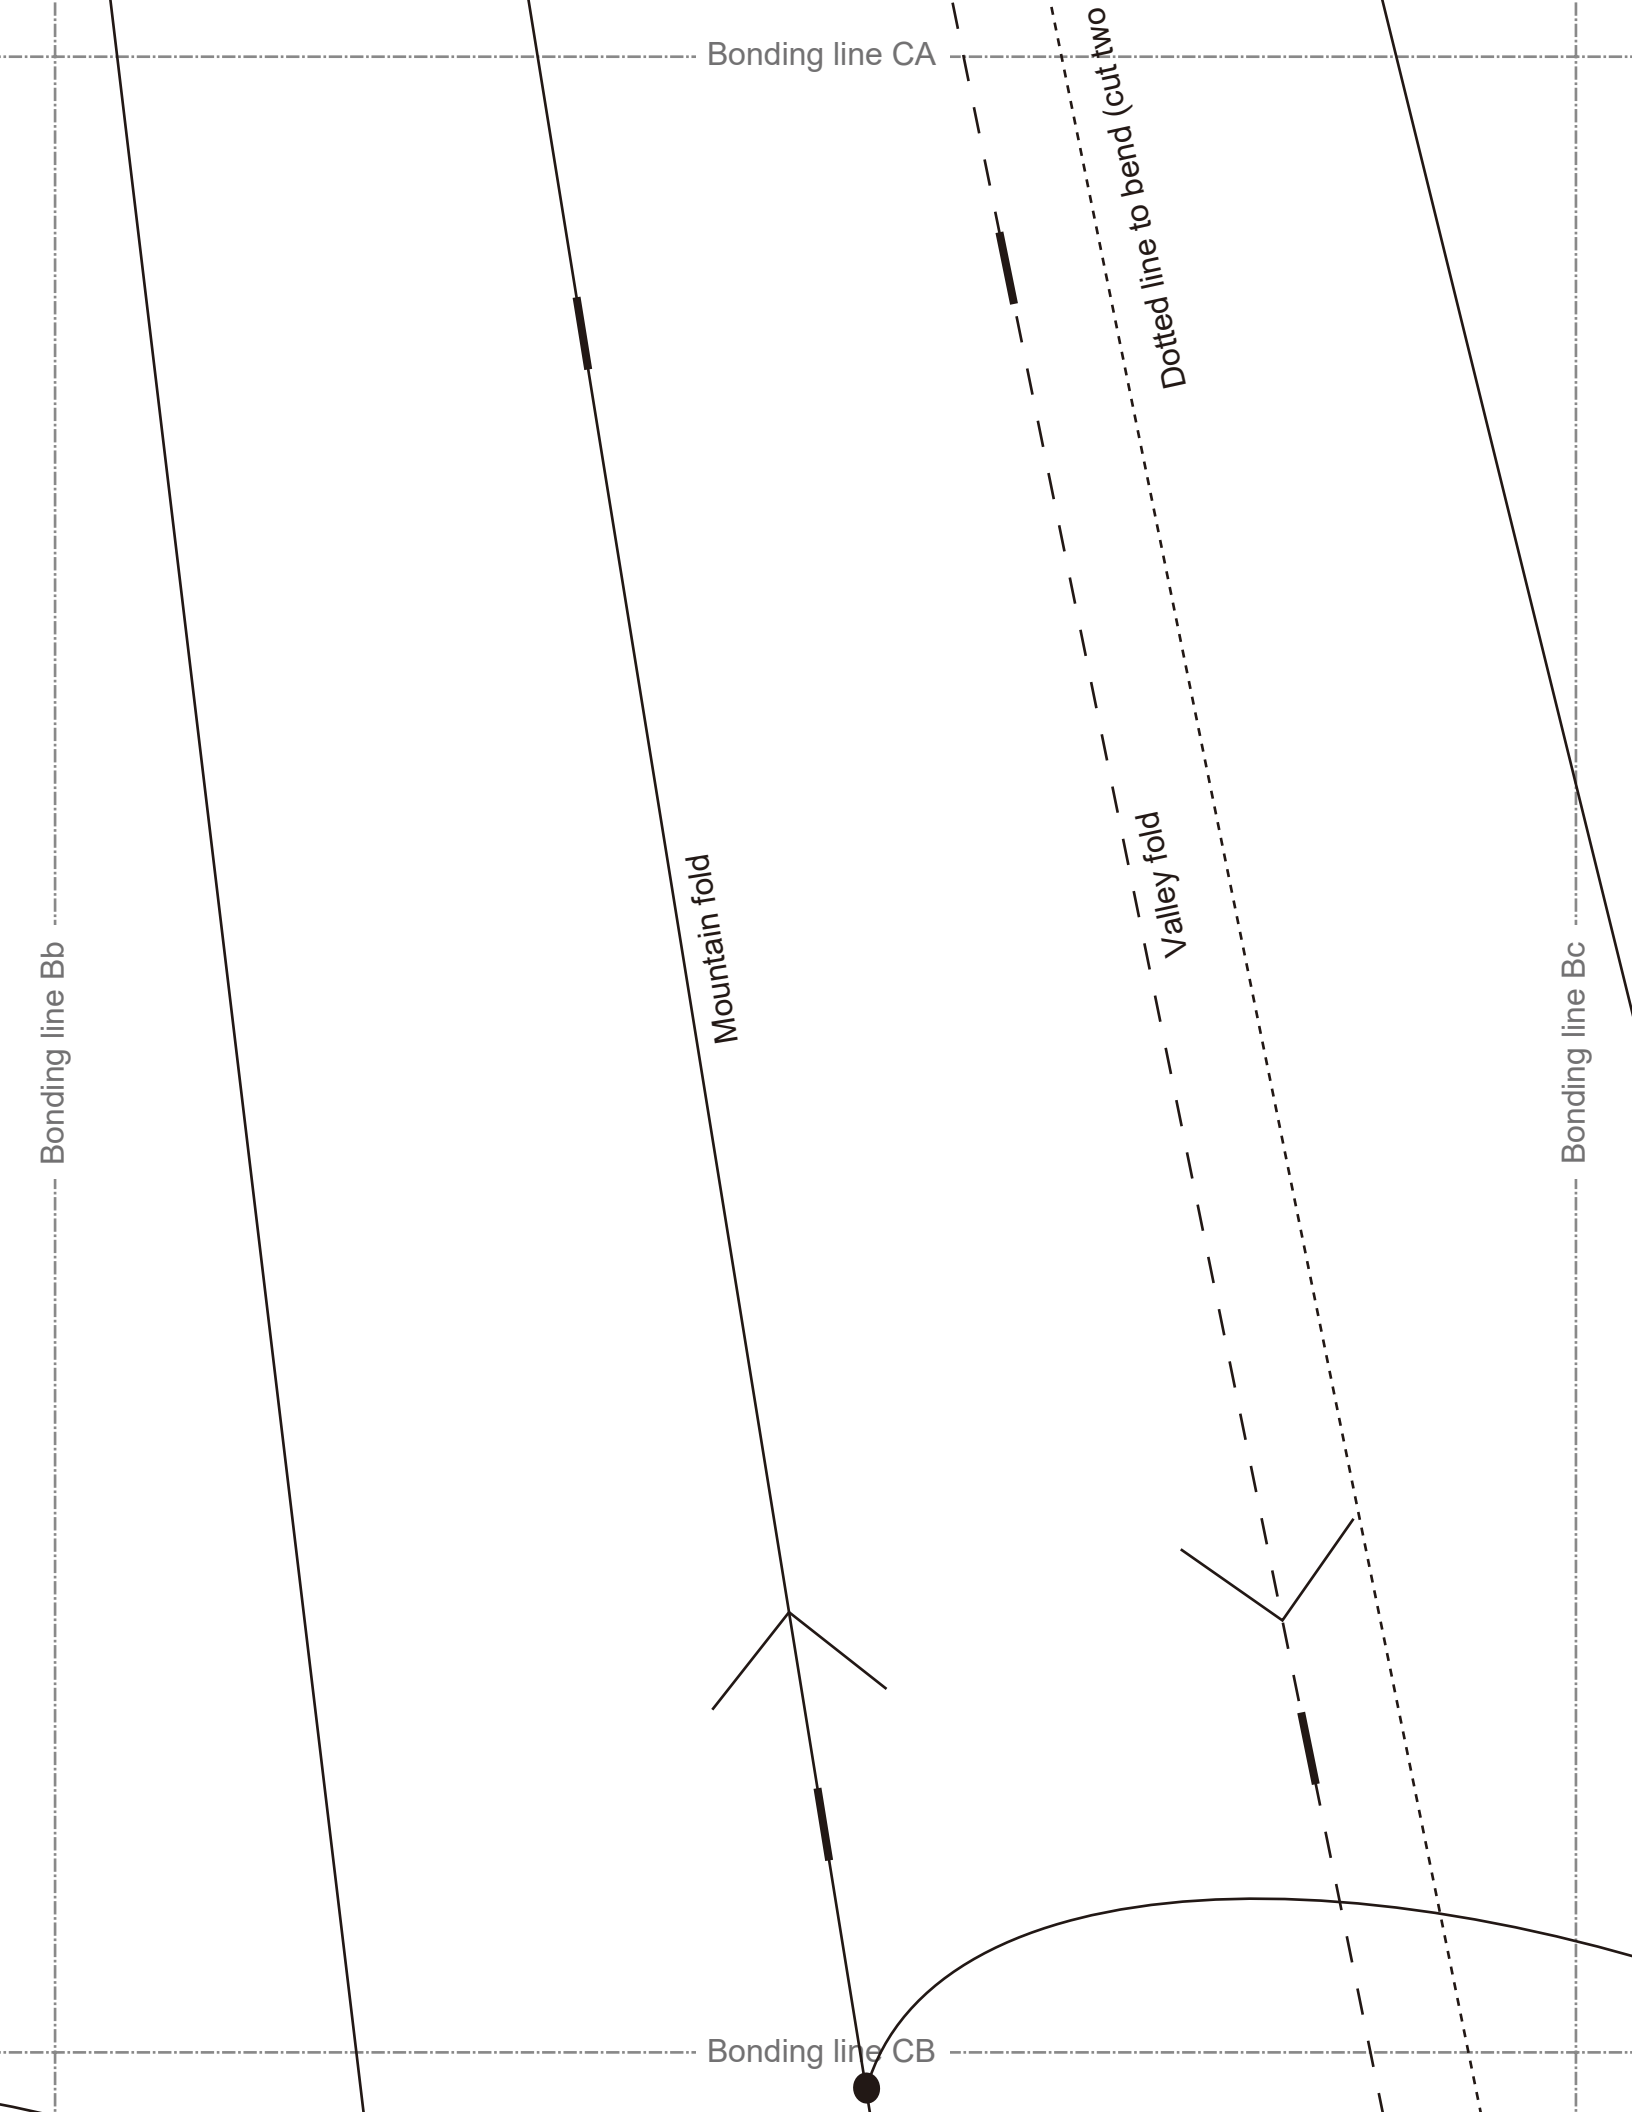 Bonding line CA
Dotted line to bend (cut two
Valley fold
Mountain fold
Bonding line Bb
Bonding line Bc
Bonding line CB